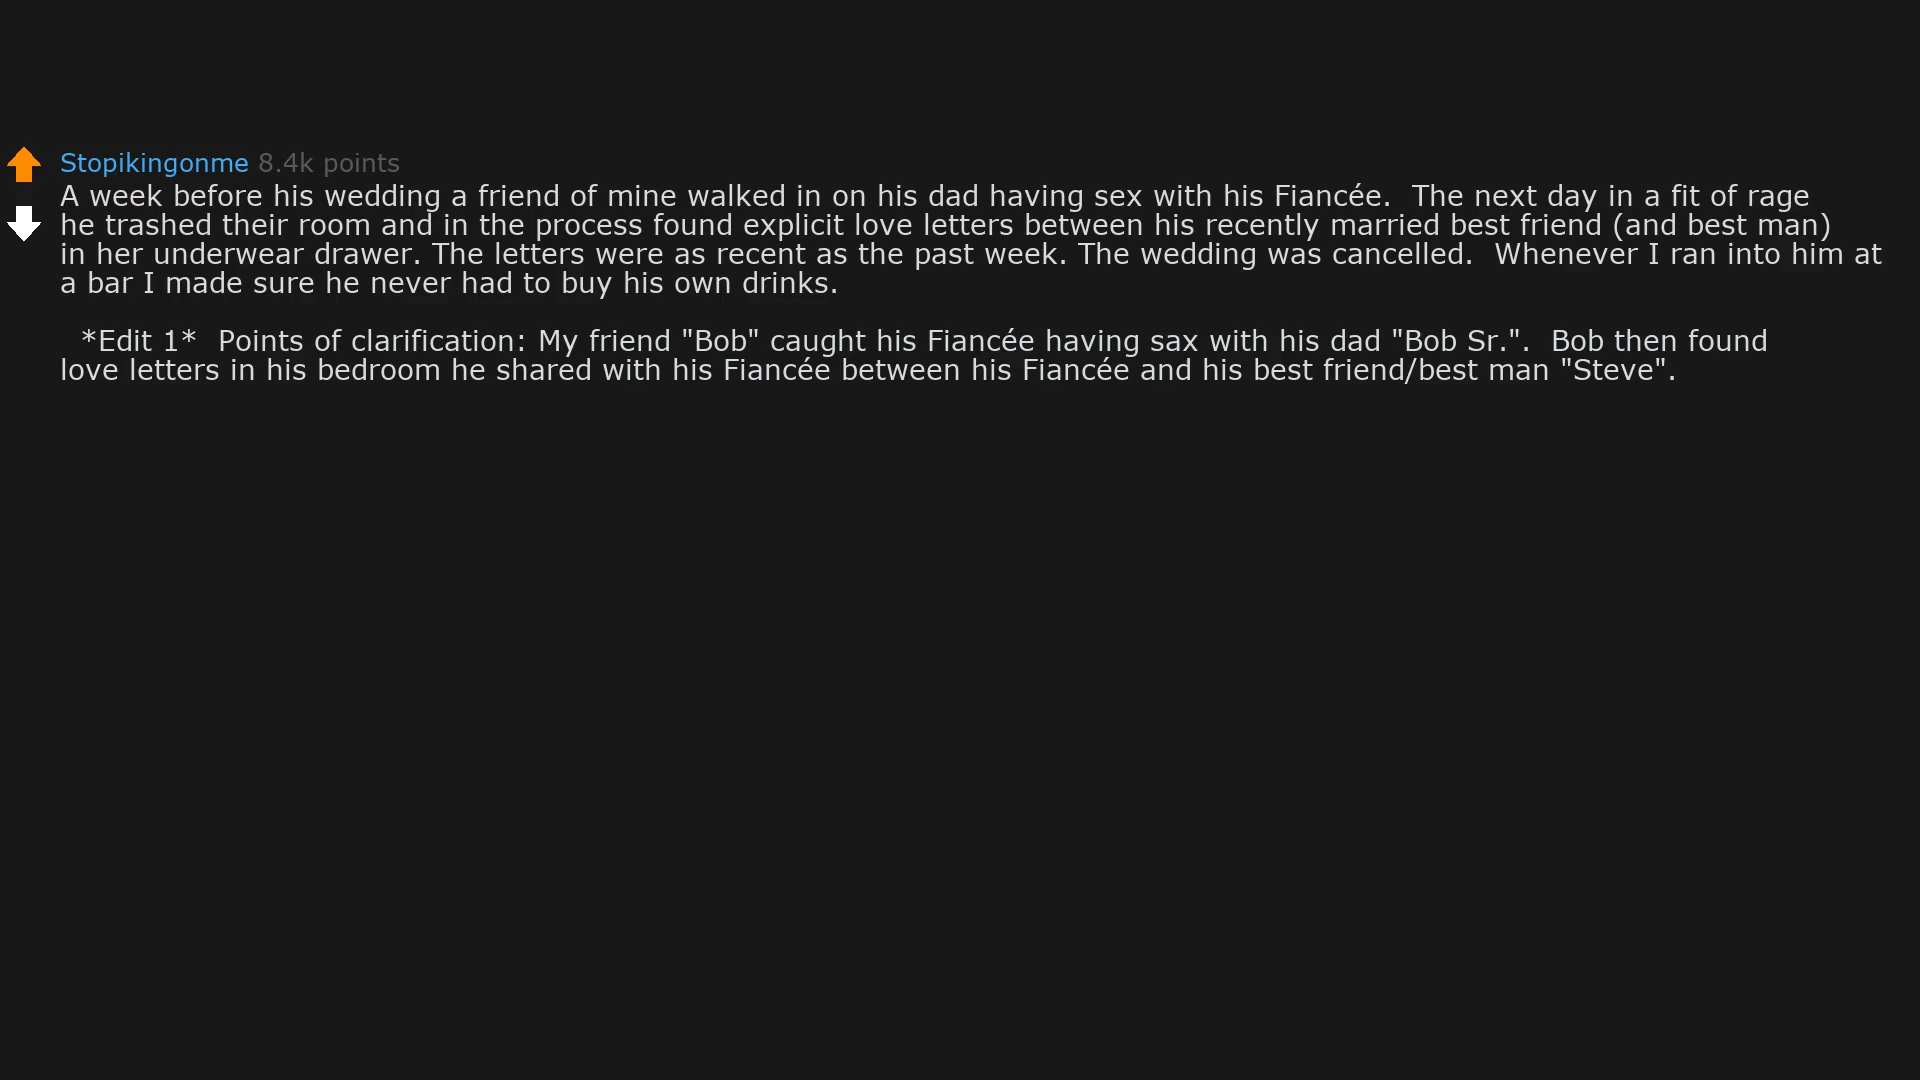 Stopikingonme 8.4k points
A week before his wedding a friend of mine walked in on his dad having sex with his Fiancée.  The next day in a fit of rage
he trashed their room and in the process found explicit love letters between his recently married best friend (and best man)
in her underwear drawer. The letters were as recent as the past week. The wedding was cancelled.  Whenever I ran into him at
a bar I made sure he never had to buy his own drinks.
*Edit 1*  Points of clarification: My friend "Bob" caught his Fiancée having sax with his dad "Bob Sr.".  Bob then found
love letters in his bedroom he shared with his Fiancée between his Fiancée and his best friend/best man "Steve".